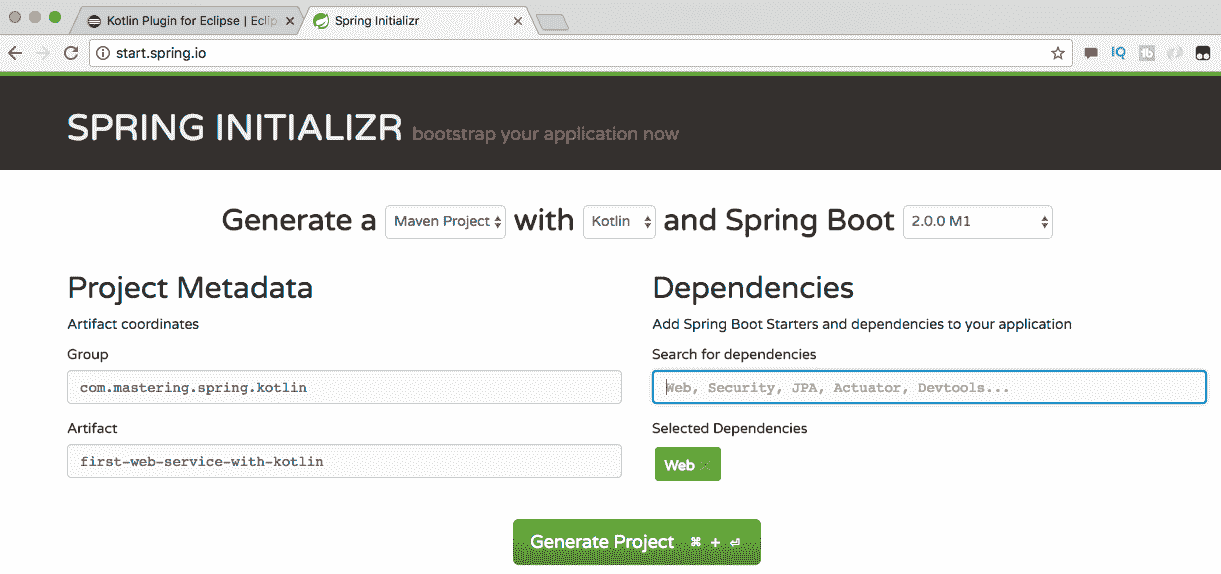 Kotlin Plugin for Eclipse | Eclip
Spring Initializr
start.spring.io
IQ
SPRING INITIALIZR bootstrap your application now
Generate a Maven Project with Kotlin and Spring Boot 2.0.0 M1
Project Metadata
Artifact coordinates
Group
com.mastering.spring.kotlin
Artifact
first-web-service-with-kotlin
Dependencies
Add Spring Boot Starters and dependencies to your application
Search for dependencies
Web, Security, JPA, Actuator, Devtools...
Selected Dependencies
Web ×
Generate Project ⌘ + ⏎